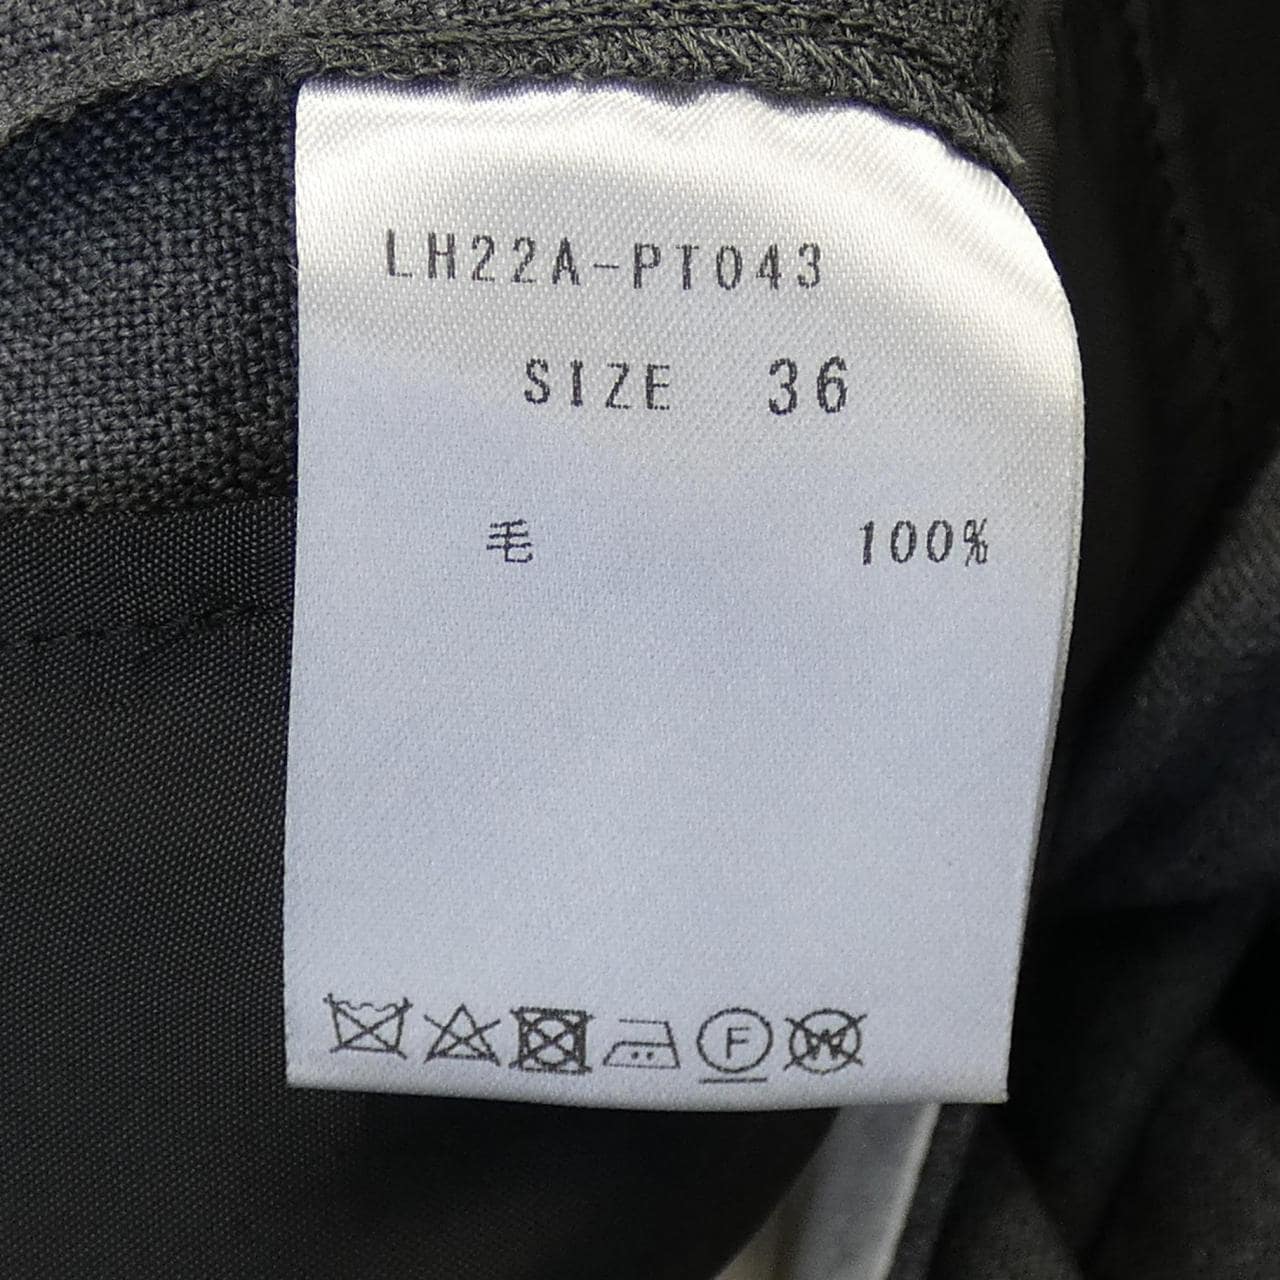 LH22A-PT043
SIZE 36
毛 100%
F W